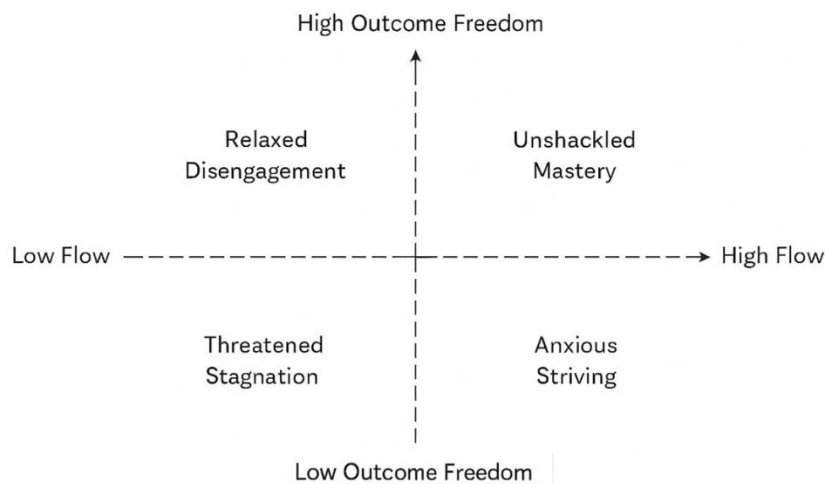 High Outcome Freedom
Relaxed
Disengagement
Unshackled
Mastery
Low Flow
High Flow
Threatened
Stagnation
Anxious
Striving
Low Outcome Freedom